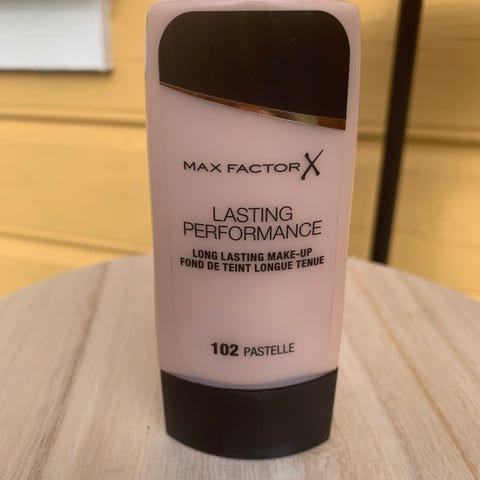 MAX FACTOR X
LASTING
PERFORMANCE
LONG LASTING MAKE-UP
FOND DE TEINT LONGUE TENUE
102 PASTELLE